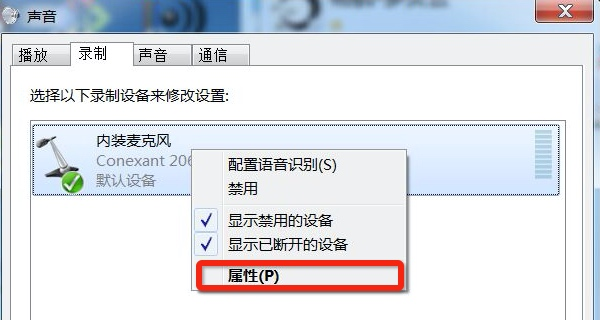 声音
播放 录制 声音 通信
选择以下录制设备来修改设置:
内装麦克风
Conexant 206
默认设备
配置语音识别(S)
禁用
显示禁用的设备
显示已断开的设备
属性(P)